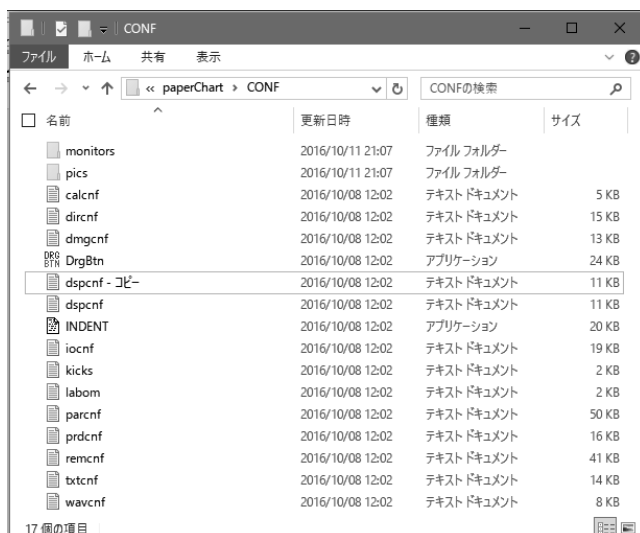 CONF
ファイル ホーム 共有 表示
« paperChart › CONF CONFの検索
名前 更新日時 種類 サイズ
monitors 2016/10/11 21:07 ファイル フォルダー
pics 2016/10/11 21:07 ファイル フォルダー
calcnf 2016/10/08 12:02 テキスト ドキュメント 5 KB
dircnf 2016/10/08 12:02 テキスト ドキュメント 15 KB
dmgcnf 2016/10/08 12:02 テキスト ドキュメント 13 KB
DRG BTN DrgBtn 2016/10/08 12:02 アプリケーション 24 KB
dspcnf - コピー 2016/10/08 12:02 テキスト ドキュメント 11 KB
dspcnf 2016/10/08 12:02 テキスト ドキュメント 11 KB
INDENT 2016/10/08 12:02 アプリケーション 20 KB
iocnf 2016/10/08 12:02 テキスト ドキュメント 19 KB
kicks 2016/10/08 12:02 テキスト ドキュメント 2 KB
labom 2016/10/08 12:02 テキスト ドキュメント 2 KB
parcnf 2016/10/08 12:02 テキスト ドキュメント 50 KB
prdcnf 2016/10/08 12:02 テキスト ドキュメント 16 KB
remcnf 2016/10/08 12:02 テキスト ドキュメント 41 KB
txtcnf 2016/10/08 12:02 テキスト ドキュメント 14 KB
wavcnf 2016/10/08 12:02 テキスト ドキュメント 8 KB
17 個の項目